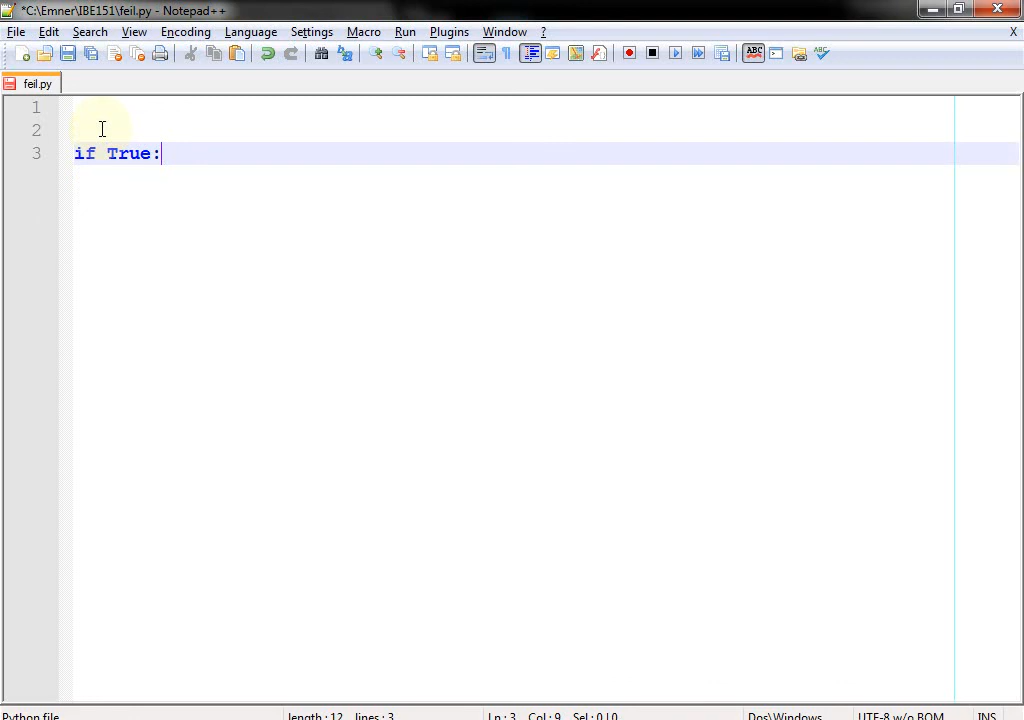 *C:\Emner\IBE151\feil.py - Notepad++
File Edit Search View Encoding Language Settings Macro Run Plugins Window ? X
feil.py
1
2
3 if True:
Python file length : 12 lines : 3 Ln : 3 Col : 9 Sel : 0 | 0 Dos\Windows UTF-8 w/o BOM INS